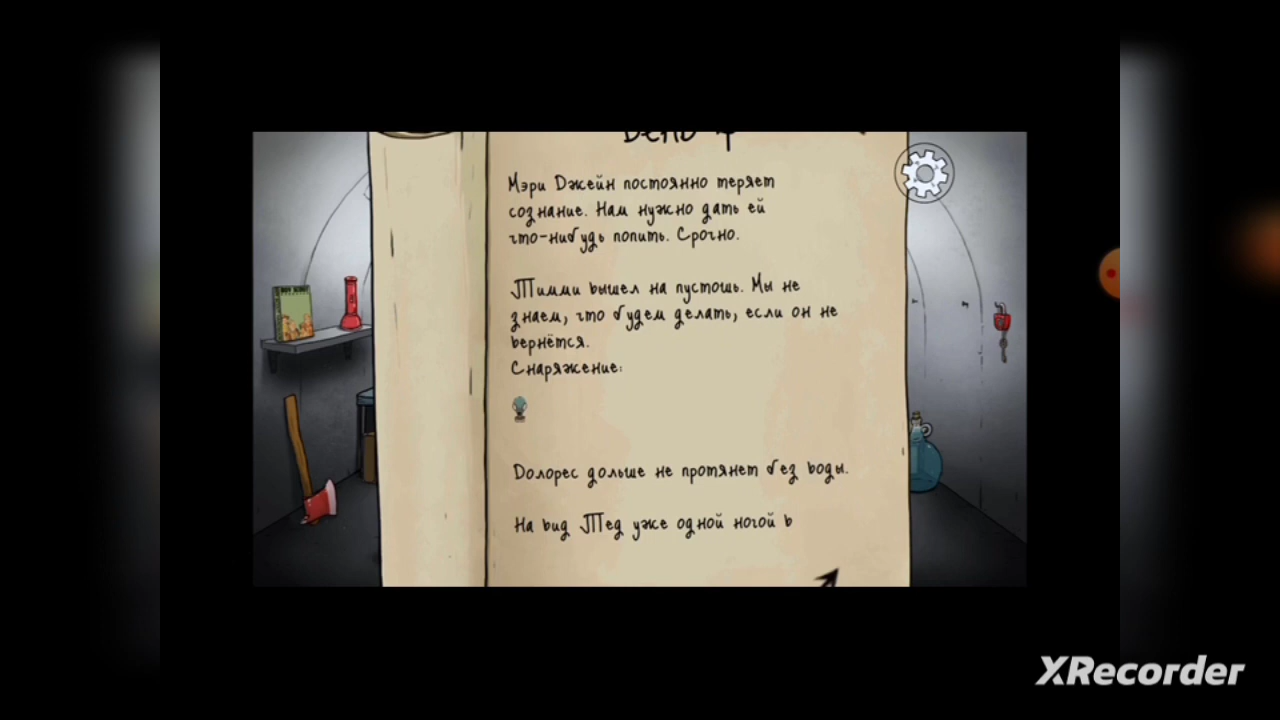 Мэри Джейн постоянно теряет
сознание. Нам нужно дать ей
что-нибудь попить. Срочно.
Тимми вышел на пустошь. Мы не
знаем, что будем делать, если он не
вернётся.
Снаряжение:
Долорес дольше не протянет без воды.
На вид Тед уже одной ногой в
XRecorder